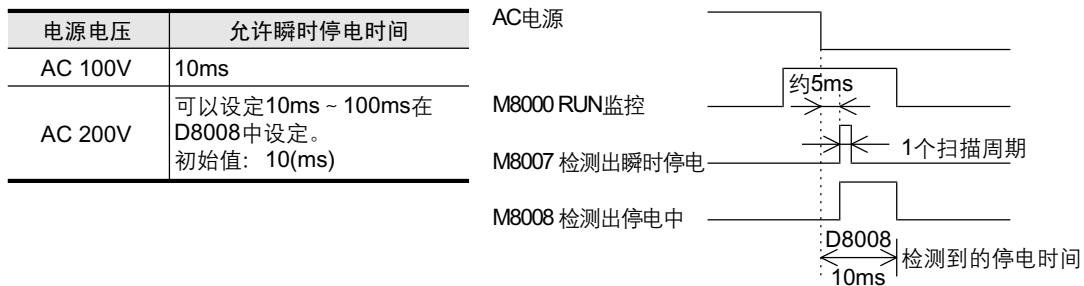 电源电压 允许瞬时停电时间
AC 100V 10ms
AC 200V 可以设定10ms ~ 100ms在
D8008中设定。
初始值: 10(ms)
AC电源
约5ms
M8000 RUN监控
1个扫描周期
M8007 检测出瞬时停电
M8008 检测出停电中
D8008
检测到的停电时间
10ms